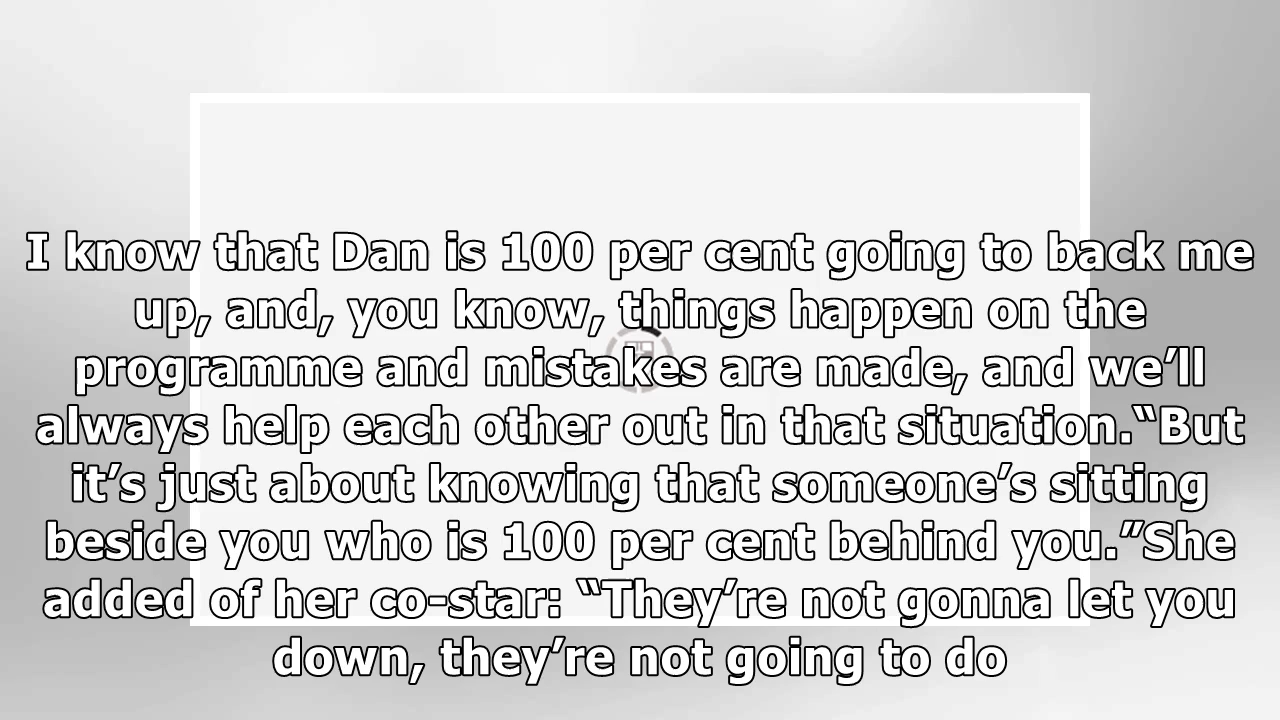 I know that Dan is 100 per cent going to back me
up, and, you know, things happen on the
programme and mistakes are made, and we’ll
always help each other out in that situation.“But
it’s just about knowing that someone’s sitting
beside you who is 100 per cent behind you.”She
added of her co-star: “They’re not gonna let you
down, they’re not going to do